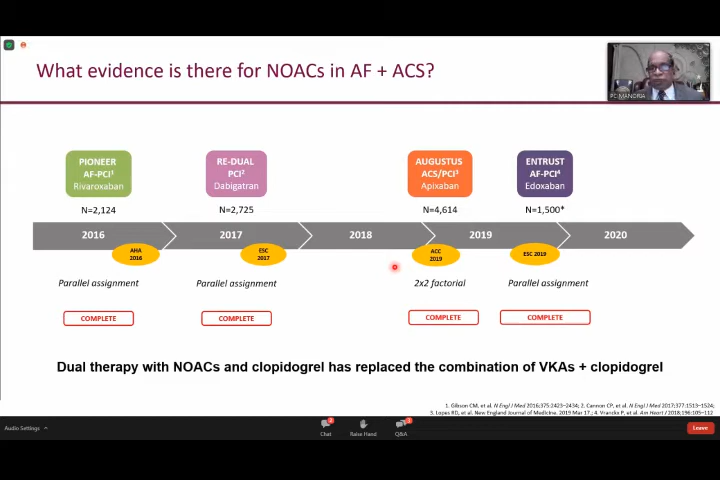 What evidence is there for NOACs in AF + ACS?
PC MANORIA
PIONEER
AF-PCI¹
Rivaroxaban
RE-DUAL
PCI²
Dabigatran
AUGUSTUS
ACS/PCI³
Apixaban
ENTRUST
AF-PCI⁴
Edoxaban
N=2,124
N=2,725
N=4,614
N=1,500*
2016
2017
2018
2019
2020
AHA
2016
ESC
2017
ACC
2019
ESC 2019
Parallel assignment
Parallel assignment
2x2 factorial
Parallel assignment
COMPLETE
COMPLETE
COMPLETE
COMPLETE
Dual therapy with NOACs and clopidogrel has replaced the combination of VKAs + clopidogrel
1. Gibson CM, et al. N Engl J Med 2016;375:2423–2434; 2. Cannon CP, et al. N Engl J Med 2017;377:1513–1524;
3. Lopes RD, et al. New England Journal of Medicine. 2019 Mar 17.; 4. Vranckx P, et al. Am Heart J 2018;196:105–112
Audio Settings
Chat
Raise Hand
Q&A
Leave